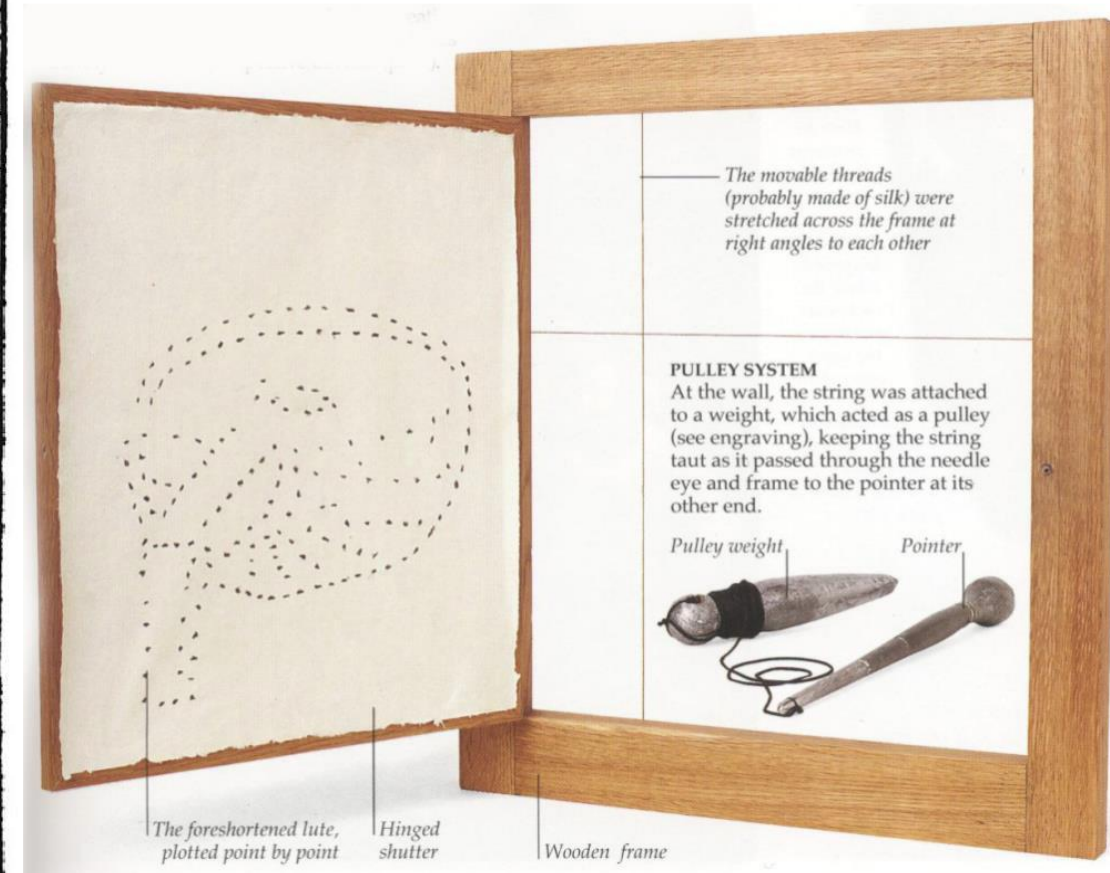 The movable threads
(probably made of silk) were
stretched across the frame at
right angles to each other
PULLEY SYSTEM
At the wall, the string was attached
to a weight, which acted as a pulley
(see engraving), keeping the string
taut as it passed through the needle
eye and frame to the pointer at its
other end.
Pulley weight
Pointer
The foreshortened lute,
plotted point by point
Hinged
shutter
Wooden frame